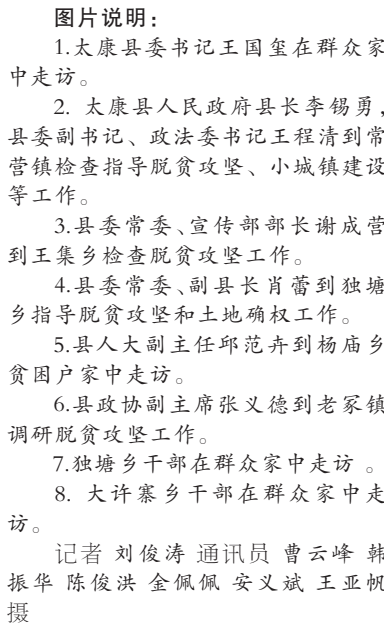 图片说明：
1.太康县委书记王国玺在群众家
中走访。
2. 太康县人民政府县长李锡勇，
县委副书记、政法委书记王程清到常
营镇检查指导脱贫攻坚、小城镇建设
等工作。
3.县委常委、宣传部部长谢成营
到王集乡检查脱贫攻坚工作。
4.县委常委、副县长肖蕾到独塘
乡指导脱贫攻坚和土地确权工作。
5.县人大副主任邱范卉到杨庙乡
贫困户家中走访。
6.县政协副主席张义德到老冢镇
调研脱贫攻坚工作。
7.独塘乡干部在群众家中走访 。
8. 大许寨乡干部在群众家中走
访。
记者 刘俊涛 通讯员 曹云峰 韩
振华 陈俊洪 金佩佩 安义斌 王亚帆
摄